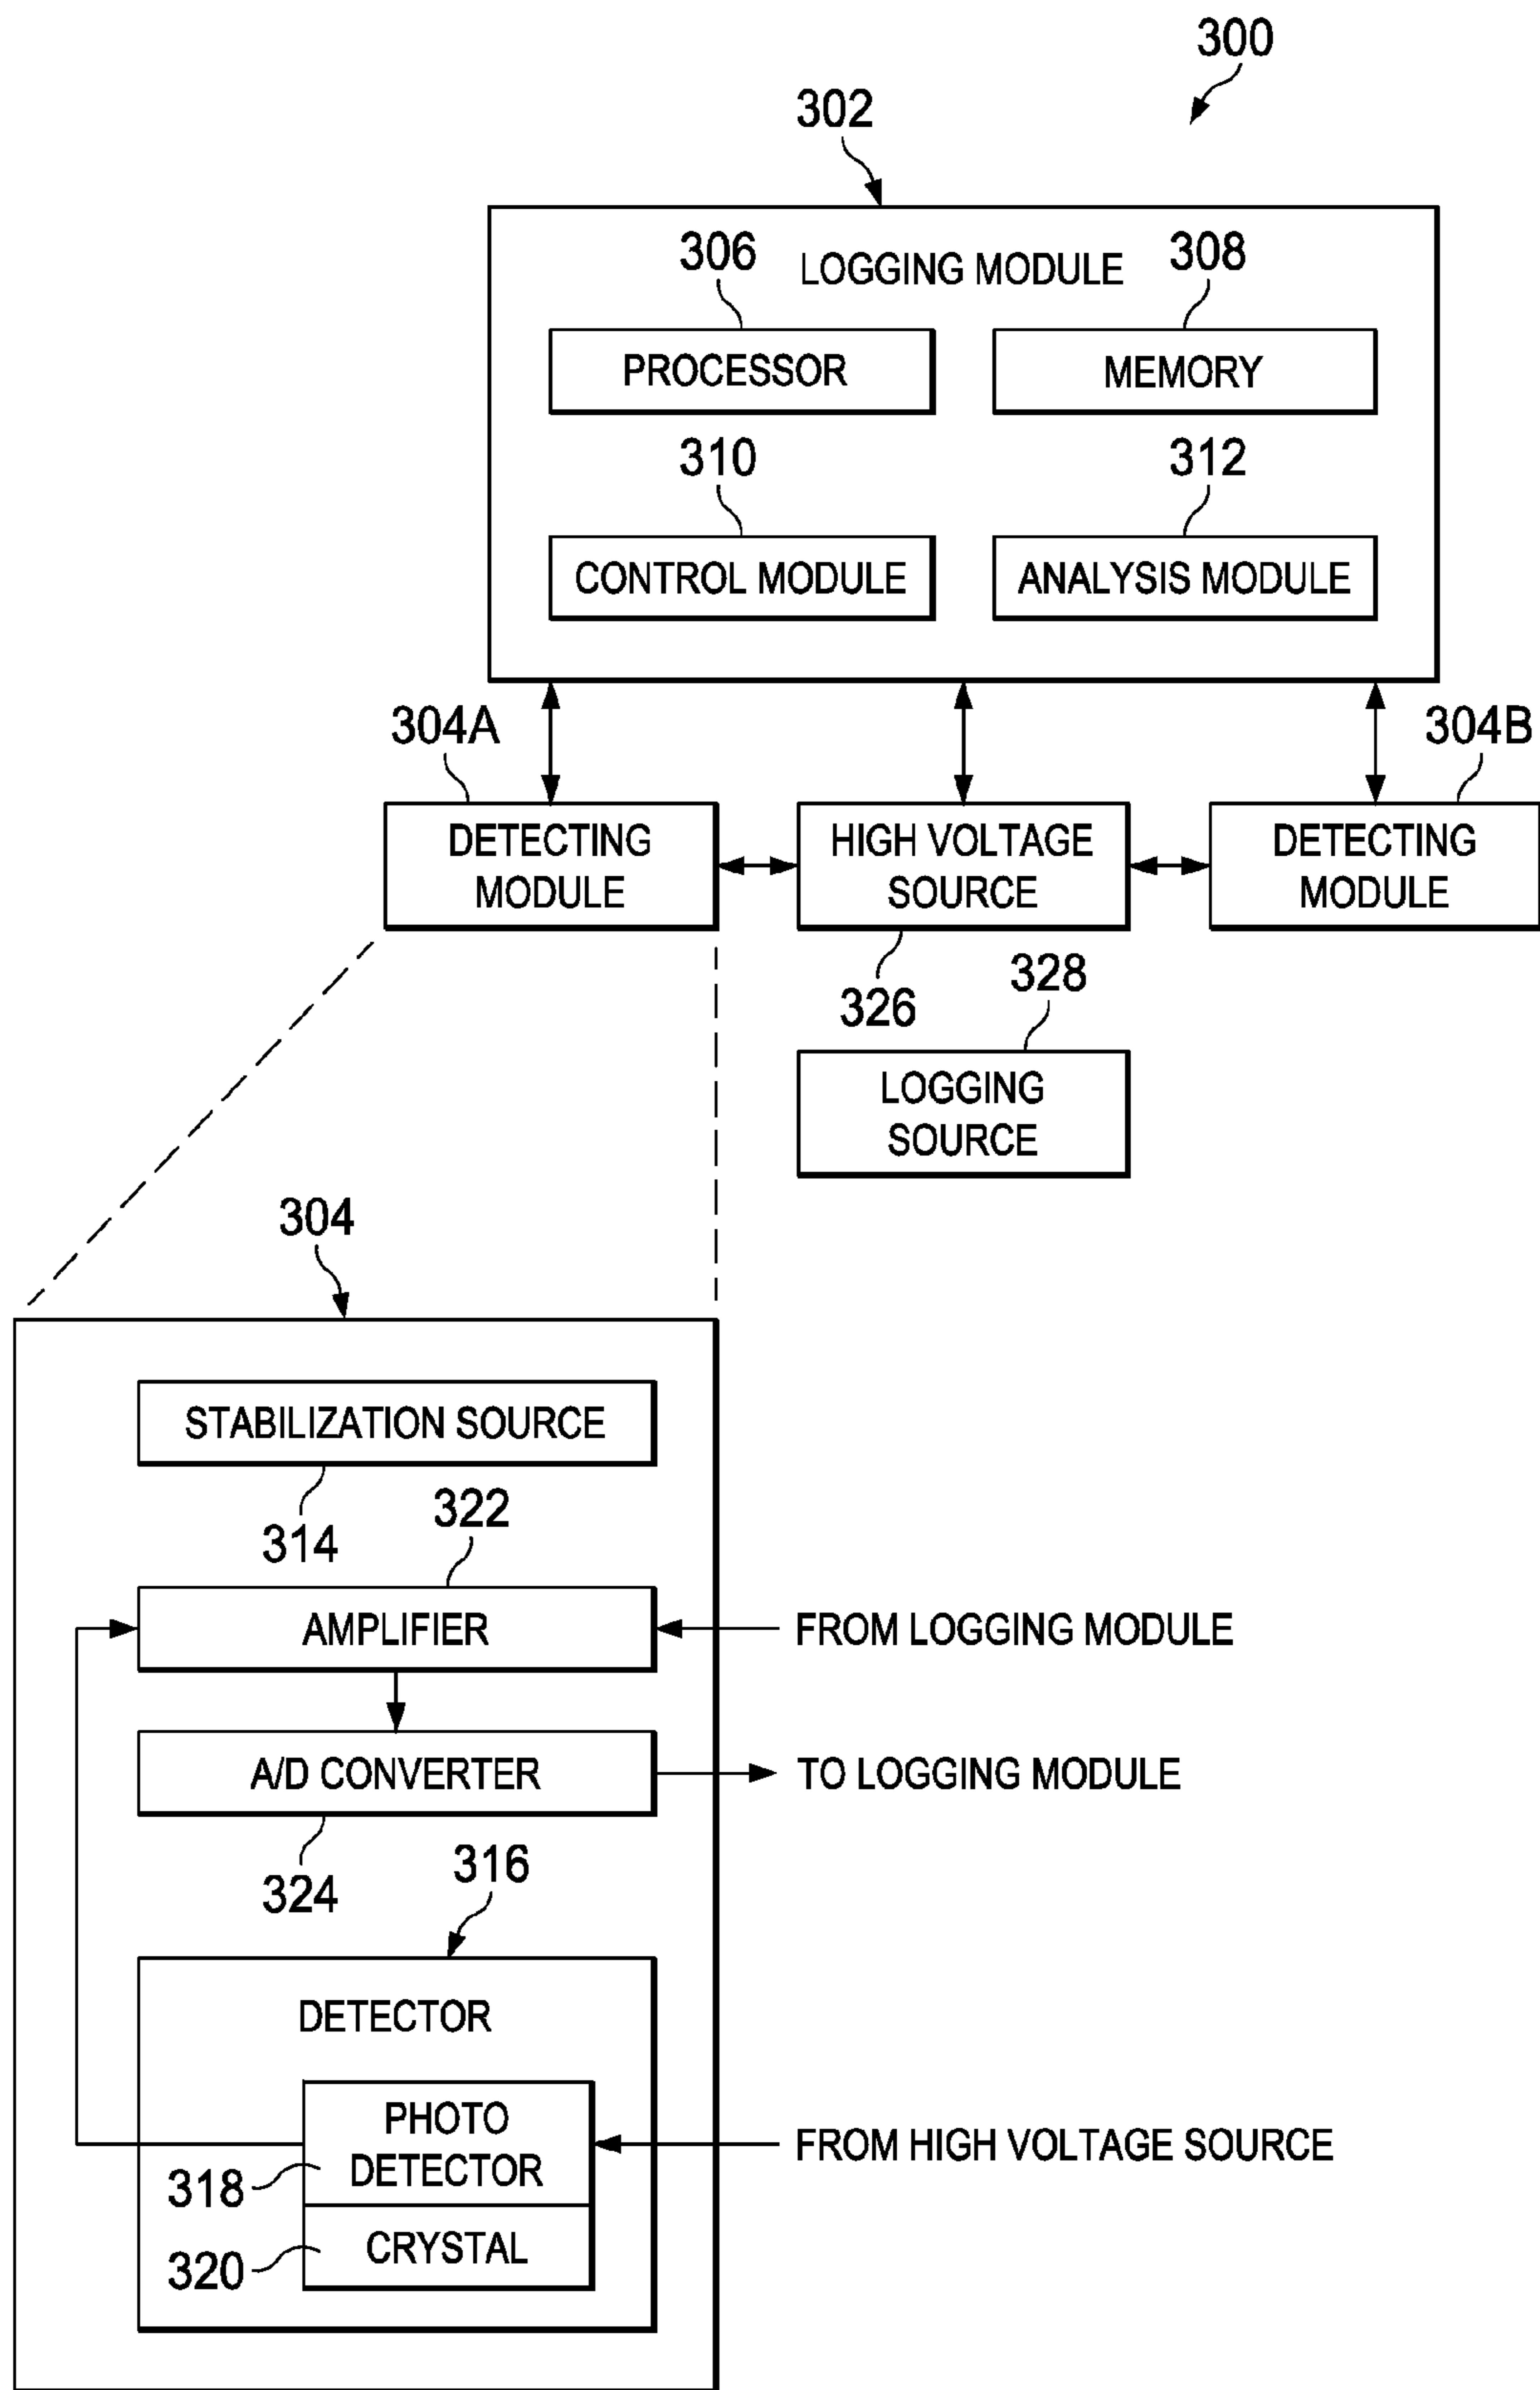 300
302
306
LOGGING MODULE
308
PROCESSOR
MEMORY
310
312
CONTROL MODULE
ANALYSIS MODULE
304A
304B
DETECTING
MODULE
HIGH VOLTAGE
SOURCE
DETECTING
MODULE
326
328
LOGGING
SOURCE
304
STABILIZATION SOURCE
314
322
AMPLIFIER
FROM LOGGING MODULE
A/D CONVERTER
TO LOGGING MODULE
324
316
DETECTOR
PHOTO
DETECTOR
FROM HIGH VOLTAGE SOURCE
318
CRYSTAL
320